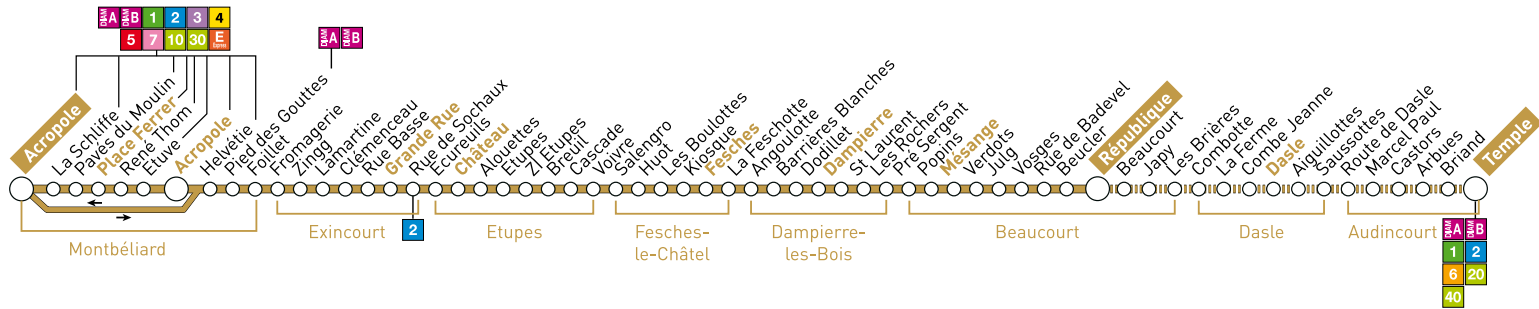 DIAM A DIAM B 1 2 3 4
5 7 10 30 E Express
DIAM A DIAM B
Acropole
La Schliffe
Pavés du Moulin
Place Ferrer
René Thom
Etuve
Acropole
Helvétie
Pied des Gouttes
Follet
Fromagerie
Zingg
Lamartine
Clémenceau
Rue Basse
Grande Rue
Rue de Sochaux
Ecureuils
Château
Alouettes
Etupes
ZI Etupes
Breuil
Cascade
Voivre
Salengro
Huot
Les Boulottes
Kiosque
Fesches
La Feschotte
Angoulotte
Barrières Blanches
Dodillet
Dampierre
St Laurent
Les Rochers
Pré Sergent
Popins
Mésange
Verdots
Julg
Vosges
Rue de Badevel
Beucler
République
Beaucourt
Japy
Les Brières
Combotte
La Ferme
Combe Jeanne
Dasle
Aiguillottes
Saussottes
Route de Dasle
Marcel Paul
Castors
Arbues
Briand
Temple
Montbéliard
Exincourt
2
Etupes
Fesches-
le-Châtel
Dampierre-
les-Bois
Beaucourt
Dasle
Audincourt
DIAM A DIAM B
1 2
6 20
40